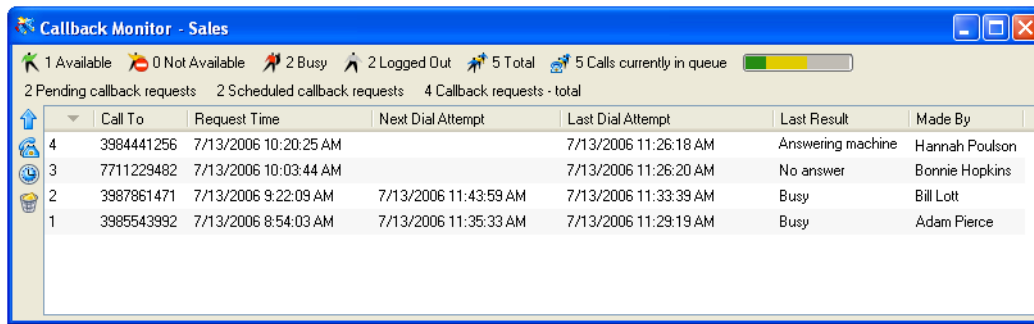 Callback Monitor - Sales
1 Available 0 Not Available 2 Busy 2 Logged Out 5 Total 5 Calls currently in queue
2 Pending callback requests 2 Scheduled callback requests 4 Callback requests - total
Call To Request Time Next Dial Attempt Last Dial Attempt Last Result Made By
4 3984441256 7/13/2006 10:20:25 AM 7/13/2006 11:26:18 AM Answering machine Hannah Poulson
3 7711229482 7/13/2006 10:03:44 AM 7/13/2006 11:26:20 AM No answer Bonnie Hopkins
2 3987861471 7/13/2006 9:22:09 AM 7/13/2006 11:43:59 AM 7/13/2006 11:33:39 AM Busy Bill Lott
1 3985543992 7/13/2006 8:54:03 AM 7/13/2006 11:35:33 AM 7/13/2006 11:29:19 AM Busy Adam Pierce